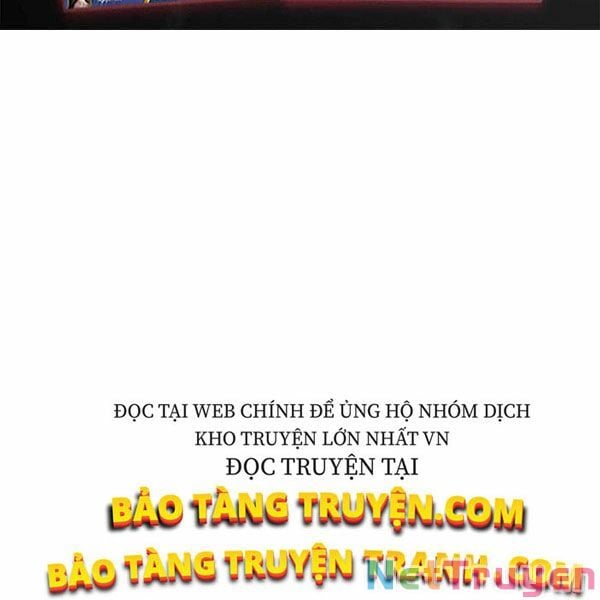 ĐỌC TẠI WEB CHÍNH ĐỂ ỦNG HỘ NHÓM DỊCH
KHO TRUYỆN LỚN NHẤT VN
ĐỌC TRUYỆN TẠI
BẢO TÀNG TRUYỆN.COM
BẢO TÀNG TRUYỆN TRANH.COM
NetTruyen